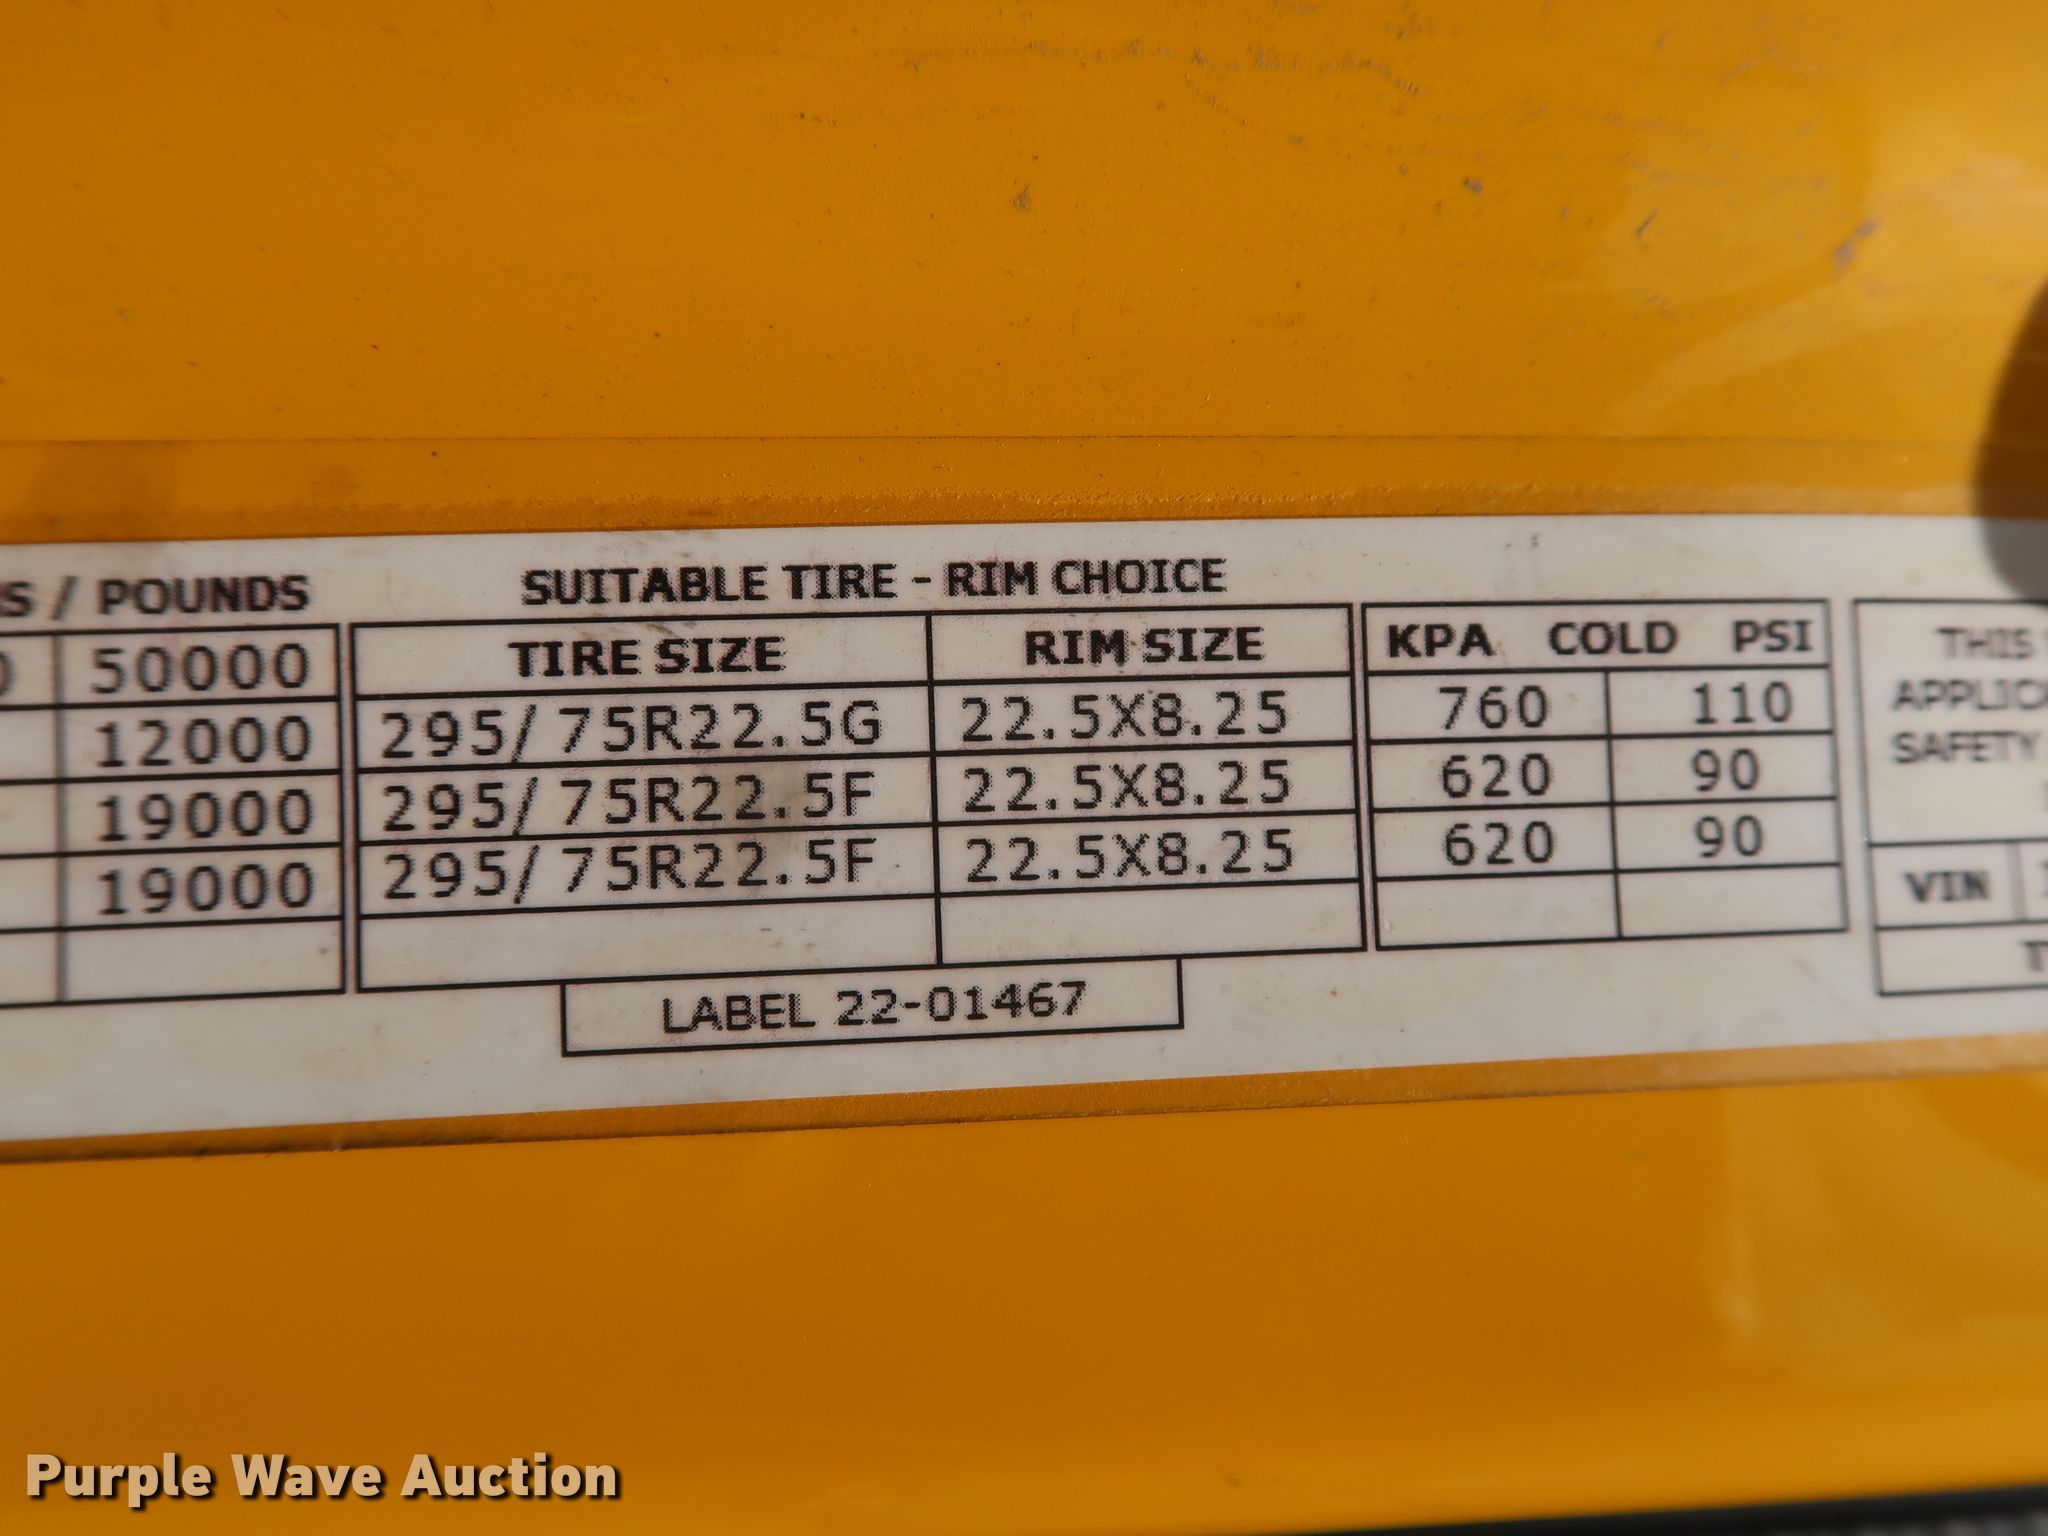 / POUNDS SUITABLE TIRE - RIM CHOICE
50000 TIRE SIZE RIM SIZE KPA COLD PSI THIS
12000 295/75R22.5G 22.5X8.25 760 110
19000 295/75R22.5F 22.5X8.25 620 90 SAFETY
19000 295/75R22.5F 22.5X8.25 620 90
VIN
LABEL 22-01467
Purple Wave Auction